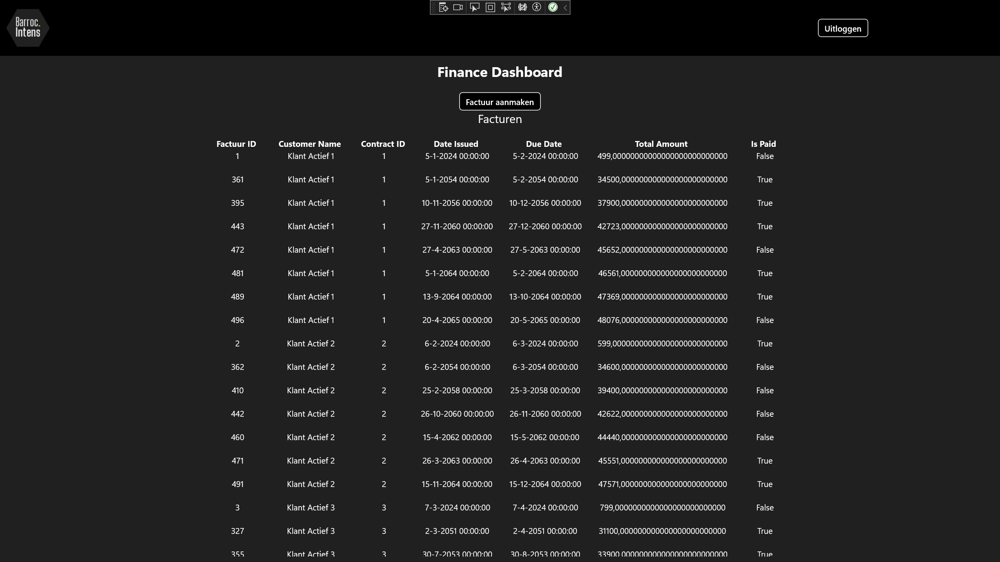 Barroc.
Intens
Uitloggen
Finance Dashboard
Factuur aanmaken
Facturen
Factuur ID Customer Name Contract ID Date Issued Due Date Total Amount Is Paid
1 Klant Actief 1 1 5-1-2024 00:00:00 5-2-2024 00:00:00 499,00000000000000000000000000 False
361 Klant Actief 1 1 5-1-2054 00:00:00 5-2-2054 00:00:00 34500,000000000000000000000000 True
395 Klant Actief 1 1 10-11-2056 00:00:00 10-12-2056 00:00:00 37900,000000000000000000000000 True
443 Klant Actief 1 1 27-11-2060 00:00:00 27-12-2060 00:00:00 42723,000000000000000000000000 True
472 Klant Actief 1 1 27-4-2063 00:00:00 27-5-2063 00:00:00 45652,000000000000000000000000 False
481 Klant Actief 1 1 5-1-2064 00:00:00 5-2-2064 00:00:00 46561,000000000000000000000000 True
489 Klant Actief 1 1 13-9-2064 00:00:00 13-10-2064 00:00:00 47369,000000000000000000000000 True
496 Klant Actief 1 1 20-4-2065 00:00:00 20-5-2065 00:00:00 48076,000000000000000000000000 False
2 Klant Actief 2 2 6-2-2024 00:00:00 6-3-2024 00:00:00 599,00000000000000000000000000 True
362 Klant Actief 2 2 6-2-2054 00:00:00 6-3-2054 00:00:00 34600,000000000000000000000000 False
410 Klant Actief 2 2 25-2-2058 00:00:00 25-3-2058 00:00:00 39400,000000000000000000000000 False
442 Klant Actief 2 2 26-10-2060 00:00:00 26-11-2060 00:00:00 42622,000000000000000000000000 False
460 Klant Actief 2 2 15-4-2062 00:00:00 15-5-2062 00:00:00 44440,000000000000000000000000 False
471 Klant Actief 2 2 26-3-2063 00:00:00 26-4-2063 00:00:00 45551,000000000000000000000000 True
491 Klant Actief 2 2 15-11-2064 00:00:00 15-12-2064 00:00:00 47571,000000000000000000000000 True
3 Klant Actief 3 3 7-3-2024 00:00:00 7-4-2024 00:00:00 799,0000000000000000000000000 False
327 Klant Actief 3 3 2-3-2051 00:00:00 2-4-2051 00:00:00 31100,000000000000000000000000 True
355 Klant Actief 3 3 30-7-2053 00:00:00 30-8-2053 00:00:00 33900,000000000000000000000000 True